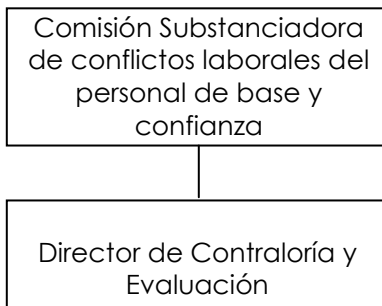 Comisión Substanciadora
de conflictos laborales del
personal de base y
confianza
Director de Contraloría y
Evaluación